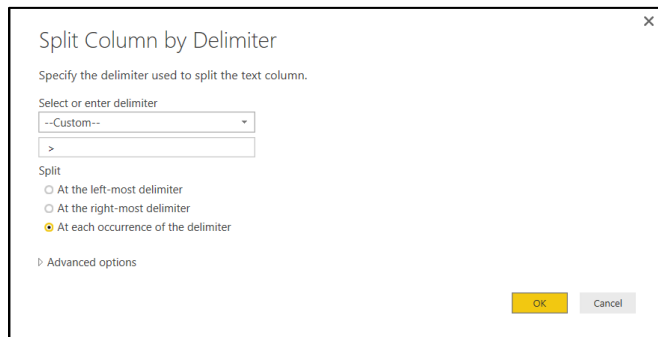 Split Column by Delimiter
Specify the delimiter used to split the text column.
Select or enter delimiter
--Custom--
>
Split
At the left-most delimiter
At the right-most delimiter
At each occurrence of the delimiter
Advanced options
OK Cancel